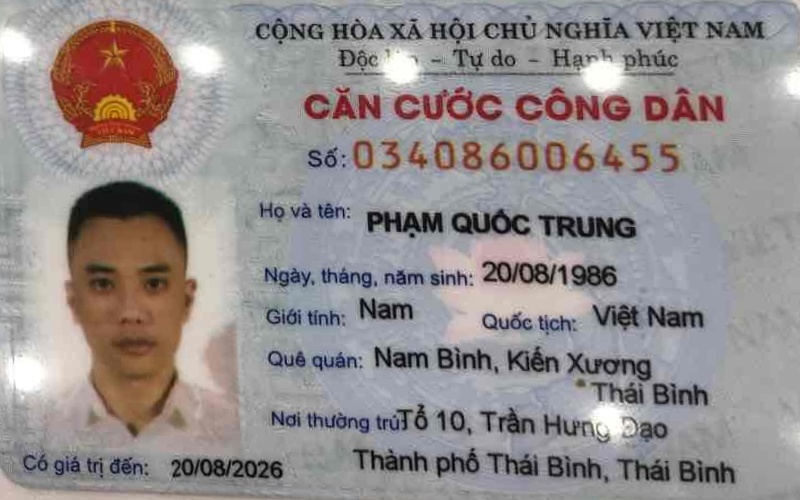 CỘNG HÒA XÃ HỘI CHỦ NGHĨA VIỆT NAM
Độc - Tự do - Hạnh phúc
CĂN CƯỚC CÔNG DÂN
Số: 034086006455
Họ và tên: PHẠM QUỐC TRUNG
Ngày, tháng, năm sinh: 20/08/1986
Giới tính: Nam Quốc tịch: Việt Nam
Quê quán: Nam Bình, Kiến Xương
Thái Bình
Nơi thường trú: Tổ 10, Trần Hưng Đạo
Thành phố Thái Bình, Thái Bình
Có giá trị đến: 20/08/2026